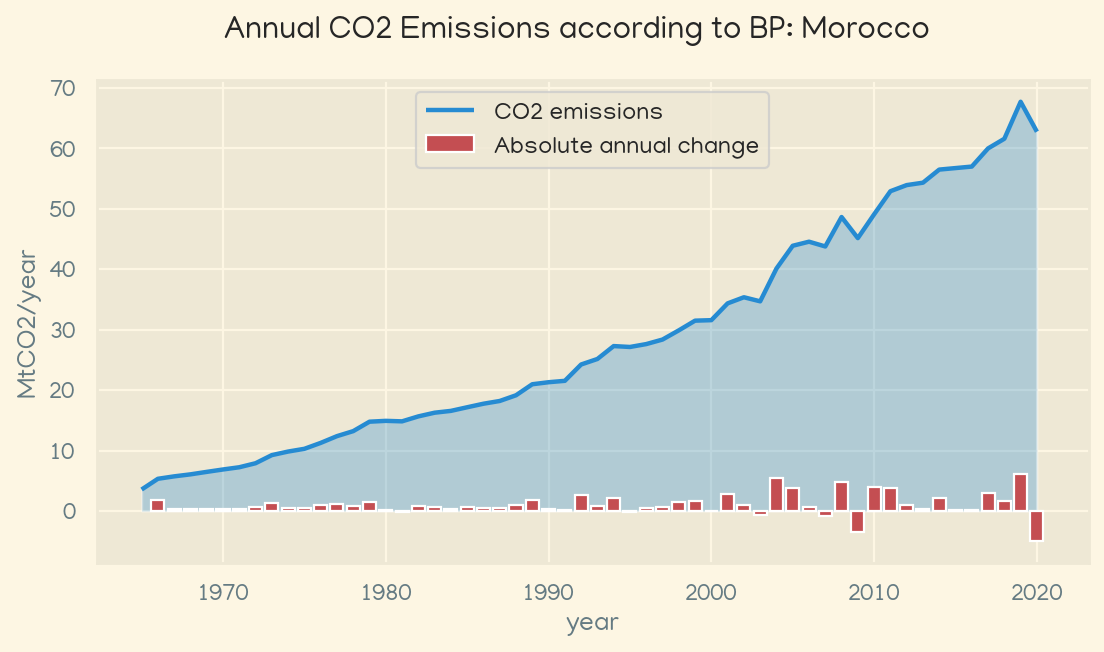 Annual CO2 Emissions according to BP: Morocco
CO2 emissions
Absolute annual change
MtCO2/year
70
60
50
40
30
20
10
0
1970 1980 1990 2000 2010 2020
year